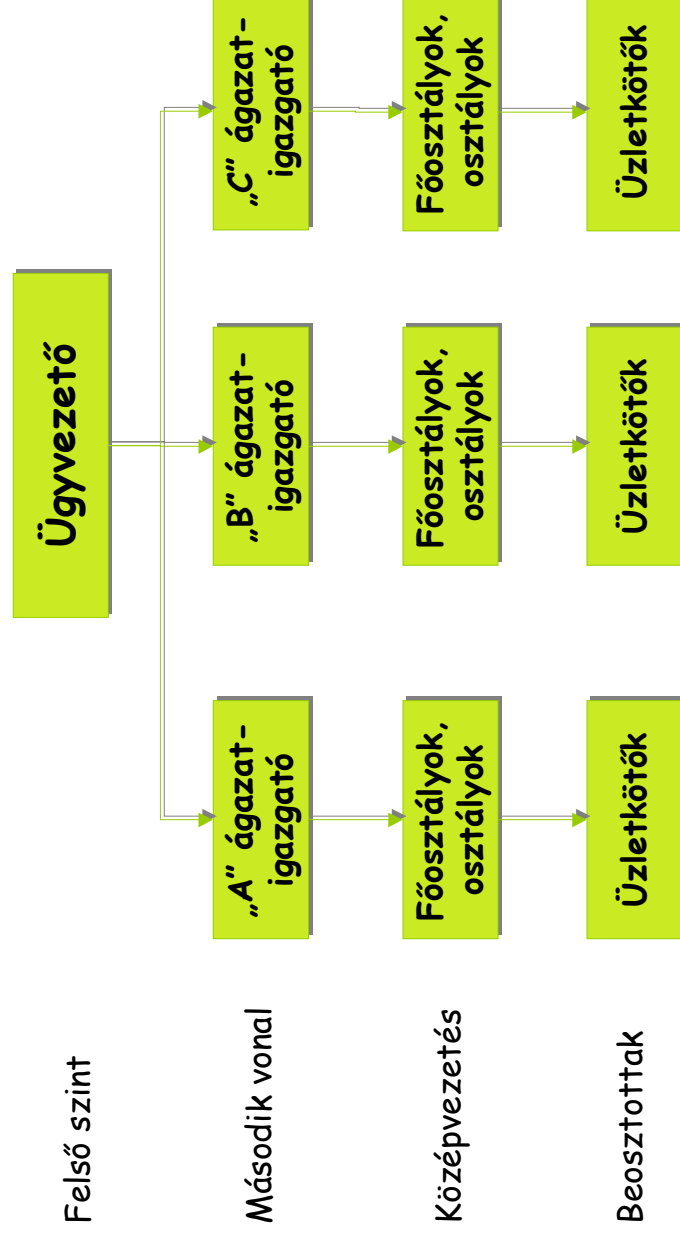 Felső szint
Ügyvezető
Második vonal
„A” ágazat-
igazgató
„B” ágazat-
igazgató
„C” ágazat-
igazgató
Középvezetés
Főosztályok,
osztályok
Főosztályok,
osztályok
Főosztályok,
osztályok
Beosztottak
Üzletkötők
Üzletkötők
Üzletkötők